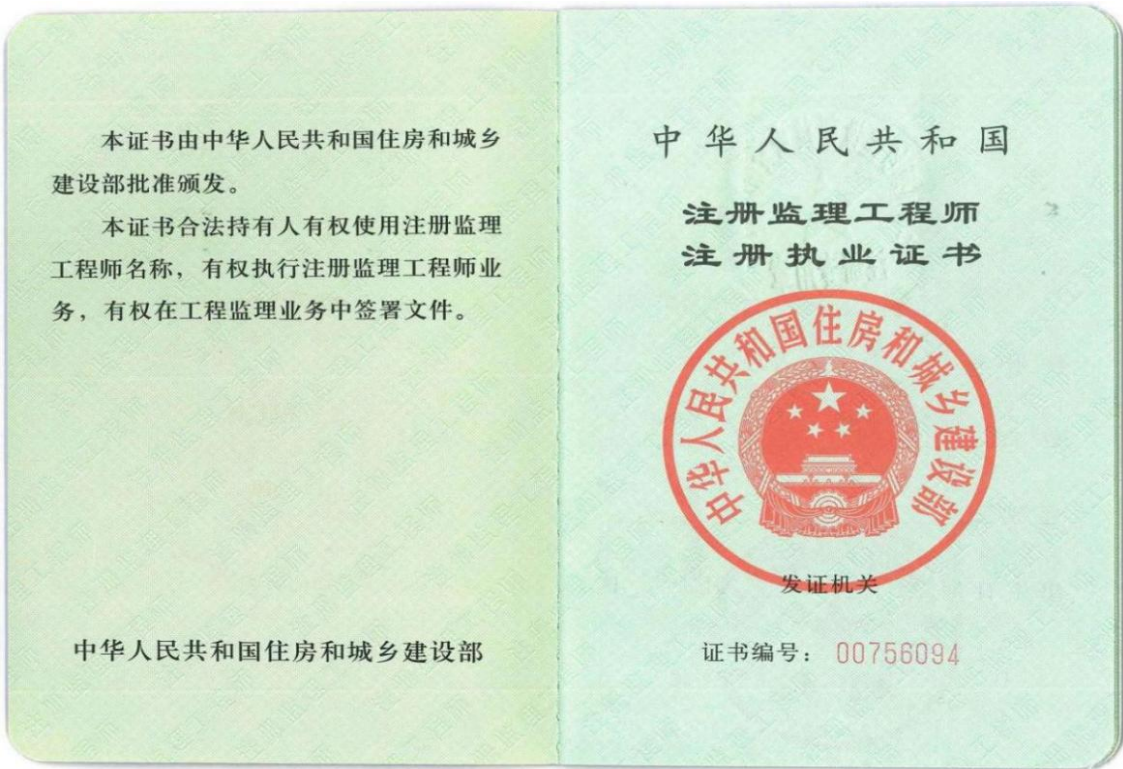 本证书由中华人民共和国住房和城乡
建设部批准颁发。
本证书合法持有人有权使用注册监理
工程师名称，有权执行注册监理工程师业
务，有权在工程监理业务中签署文件。
中华人民共和国住房和城乡建设部
中华人民共和国
注册监理工程师
注册执业证书
中华人民共和国住房和城乡建设部
发证机关
证书编号：00756094